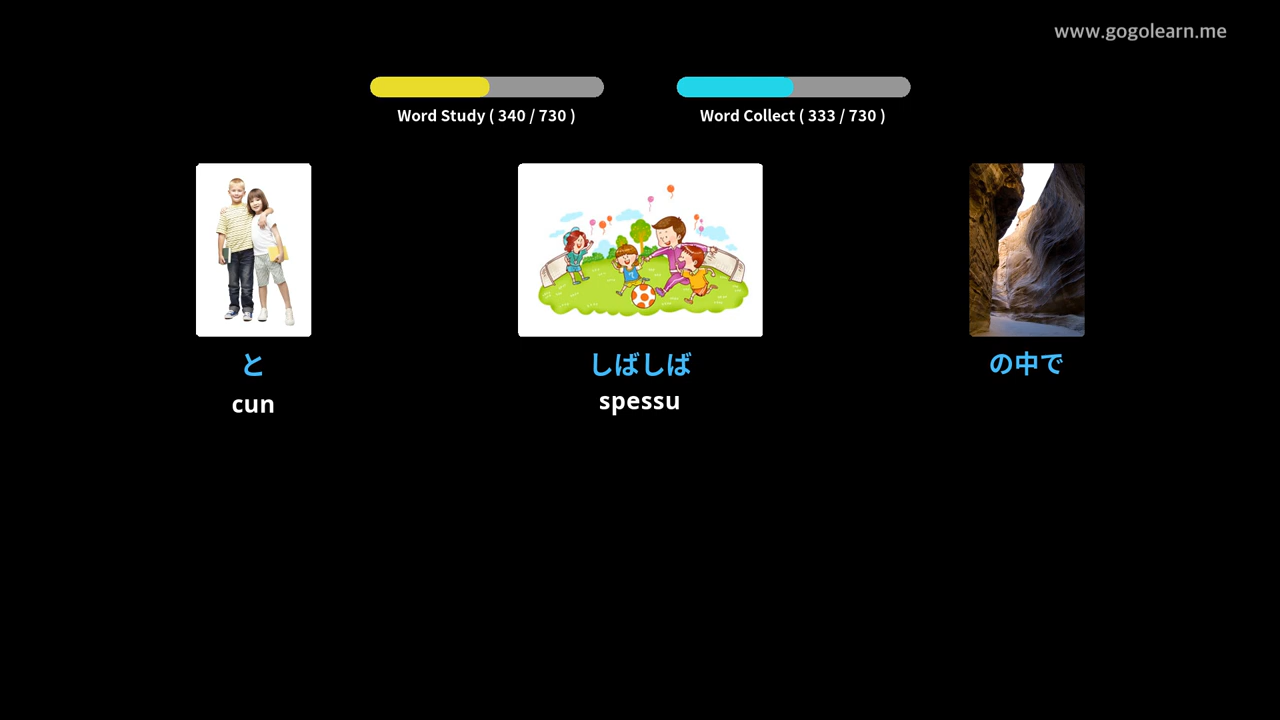 www.gogolearn.me
Word Study ( 340 / 730 )
Word Collect ( 333 / 730 )
と
cun
しばしば
spessu
の中で